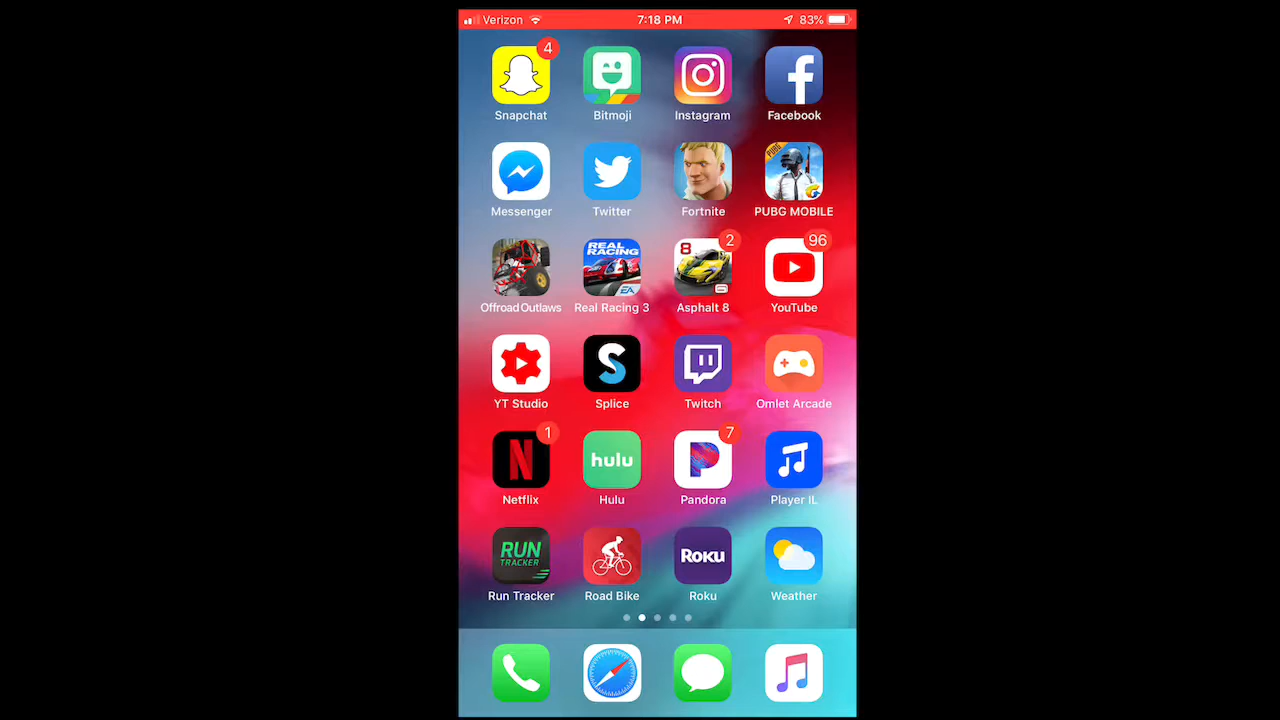 Verizon 7:18 PM 83%
4
Snapchat Bitmoji Instagram Facebook
PUBG
Messenger Twitter Fortnite PUBG MOBILE
REAL RACING
EA
8
2
96
Offroad Outlaws Real Racing 3 Asphalt 8 YouTube
S
YT Studio Splice Twitch Omlet Arcade
N
1
hulu
P
7
Netflix Hulu Pandora Player IL
RUN
TRACKER
ROKU
Run Tracker Road Bike Roku Weather